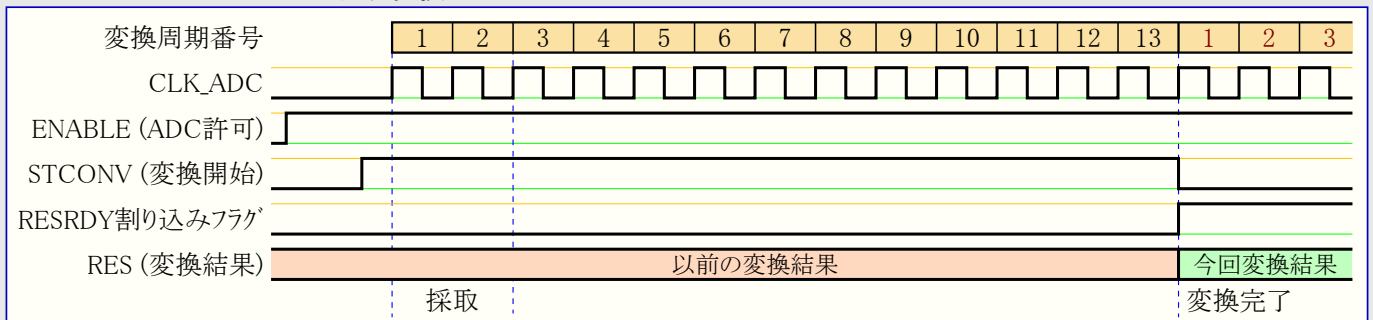 変換周期番号 1 2 3 4 5 6 7 8 9 10 11 12 13 1 2 3
CLK_ADC
ENABLE (ADC許可)
STCONV (変換開始)
RESRDY割り込みフラグ
RES (変換結果) 以前の変換結果 今回変換結果
採取 変換完了